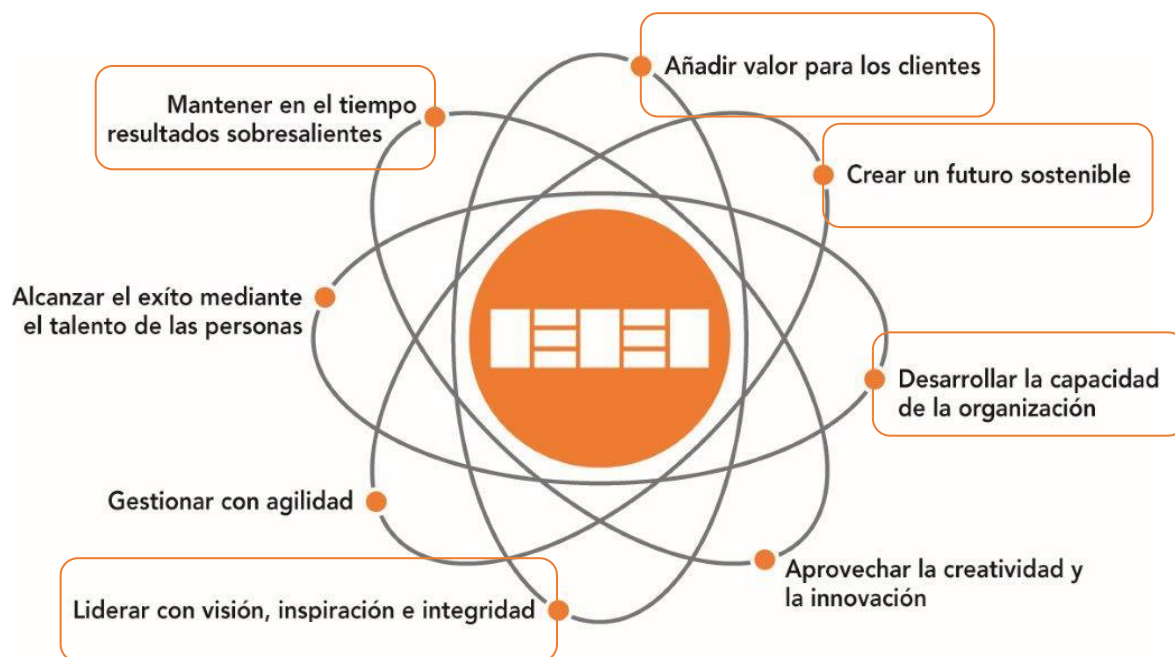 Añadir valor para los clientes
Mantener en el tiempo
resultados sobresalientes
Crear un futuro sostenible
Alcanzar el exíto mediante
el talento de las personas
Desarrollar la capacidad
de la organización
Gestionar con agilidad
Aprovechar la creatividad y
la innovación
Liderar con visión, inspiración e integridad